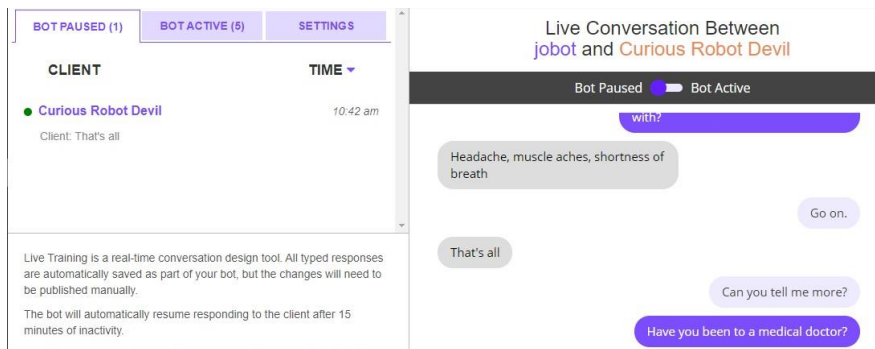 BOT PAUSED (1)
BOT ACTIVE (5)
SETTINGS
CLIENT
TIME
Curious Robot Devil
10:42 am
Client: That's all
Live Training is a real-time conversation design tool. All typed responses
are automatically saved as part of your bot, but the changes will need to
be published manually.
The bot will automatically resume responding to the client after 15
minutes of inactivity.
Live Conversation Between
jobot and Curious Robot Devil
Bot Paused
Bot Active
with?
Headache, muscle aches, shortness of
breath
Go on.
That's all
Can you tell me more?
Have you been to a medical doctor?